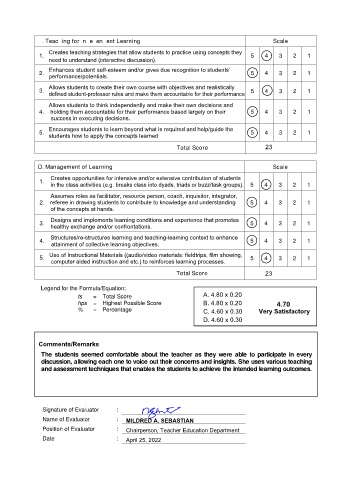 . Teac ing for n e en ent Learning Scale
1. Creates teaching strategies that allow students to practice using concepts they 5 4 3 2 1
need to understand (interactive discussion).
2. Enhances student self-esteem and/or gives due recognition to students' 5 4 3 2 1
performance/potentials.
3. Allows students to create their own course with objectives and realistically 5 4 3 2 1
defined student-professor rules and make them accountable for their performance
4. Allows students to think independently and make their own decisions and 5 4 3 2 1
holding them accountable for their performance based largely on their
success in executing decisions.
5. Encourages students to learn beyond what is required and help/guide the 5 4 3 2 1
students how to apply the concepts learned
Total Score 23
D. Management of Learning Scale
1. Creates opportunities for intensive and/or extensive contribution of students 5 4 3 2 1
in the class activities (e.g. breaks class into dyads, triads or buzz/task groups).
2. Assumes roles as facilitator, resource person, coach, inquisitor, integrator, 5 4 3 2 1
referee in drawing students to contribute to knowledge and understanding
of the concepts at hands.
3. Designs and implements learning conditions and experience that promotes 5 4 3 2 1
healthy exchange and/or confrontations.
4. Structures/re-structures learning and teaching-learning context to enhance 5 4 3 2 1
attainment of collective learning objectives.
5. Use of Instructional Materials (audio/video materials: fieldtrips, film showing, 5 4 3 2 1
computer aided instruction and etc.) to reinforces learning processes.
Total Score 23
Legend for the Formula/Equation:
ts = Total Score
hps = Highest Possible Score
% = Percentage
A. 4.80 x 0.20
B. 4.80 x 0.20
C. 4.60 x 0.30
D. 4.60 x 0.30
4.70
Very Satisfactory
Comments/Remarks
The students seemed comfortable about the teacher as they were able to participate in every
discussion, allowing each one to voice out their concerns and insights. She uses various teaching
and assessment techniques that enables the students to achieve the intended learning outcomes.
Signature of Evaluator :
Name of Evaluator : MILDRED A. SEBASTIAN
Position of Evaluator : Chairperson, Teacher Education Department
Date : April 25, 2022